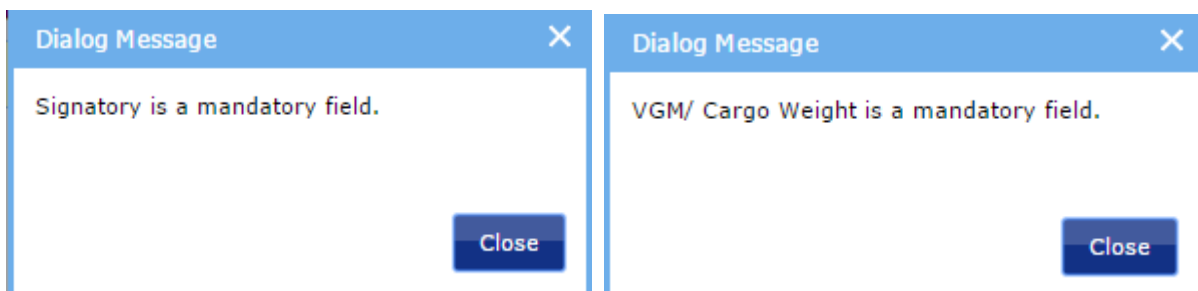 Dialog Message
Signatory is a mandatory field.
Close
Dialog Message
VGM/ Cargo Weight is a mandatory field.
Close